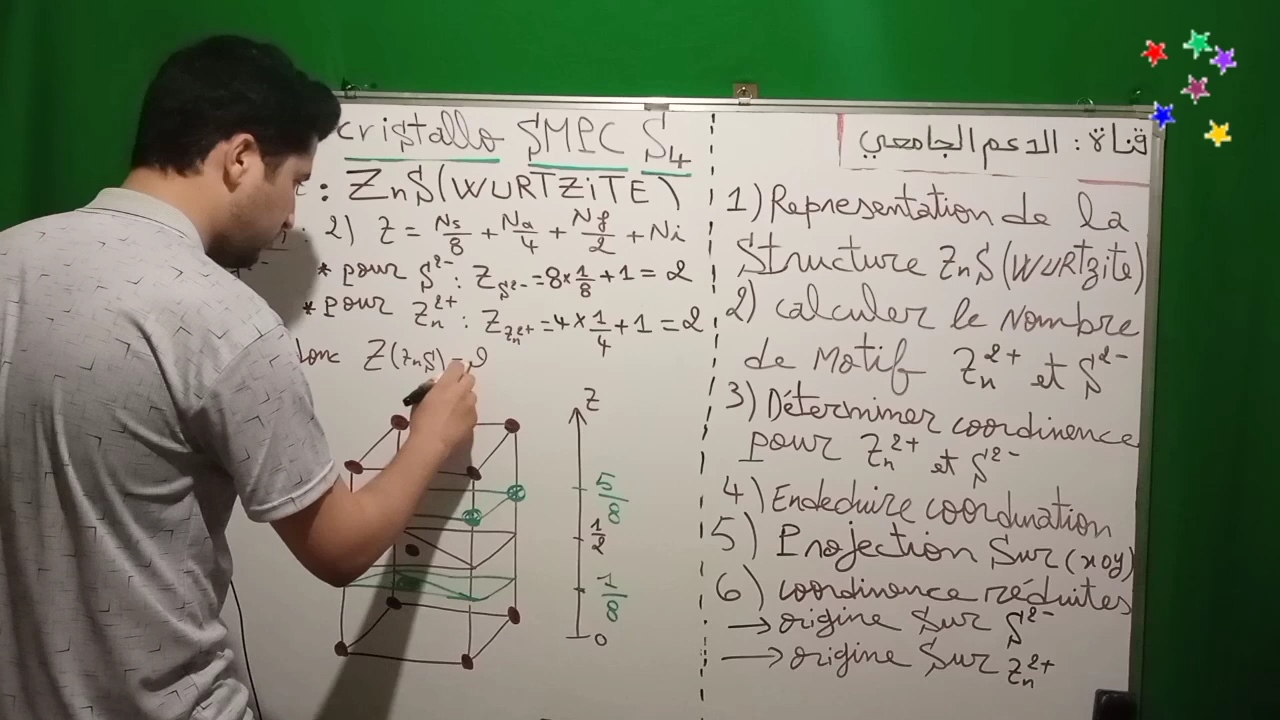 cristallo SMPC S4
: ZnS(WURTZiTE)
2) Z = Ns/8 + Na/4 + Nf/2 + Ni
* pour S²⁻ : Z S²⁻ = 8×1/8 + 1 = 2
* pour Zn²⁺ : Z Zn²⁺ = 4×1/4 + 1 = 2
donc Z(ZnS) = 2
Z
5/8
1/2
1/8
0
قناة: الدعم الجامعي
1) Representation de la
Structure ZnS(WURTzite)
2) calculer le Nombre
de Motif Zn²⁺ et S²⁻
3) Déterminer coordinence
pour Zn²⁺ et S²⁻
4) Endeduire coordination
5) Projection Sur(xoy)
6) coordinence réduites
→ origine Sur S²⁻
→ origine Sur Zn²⁺